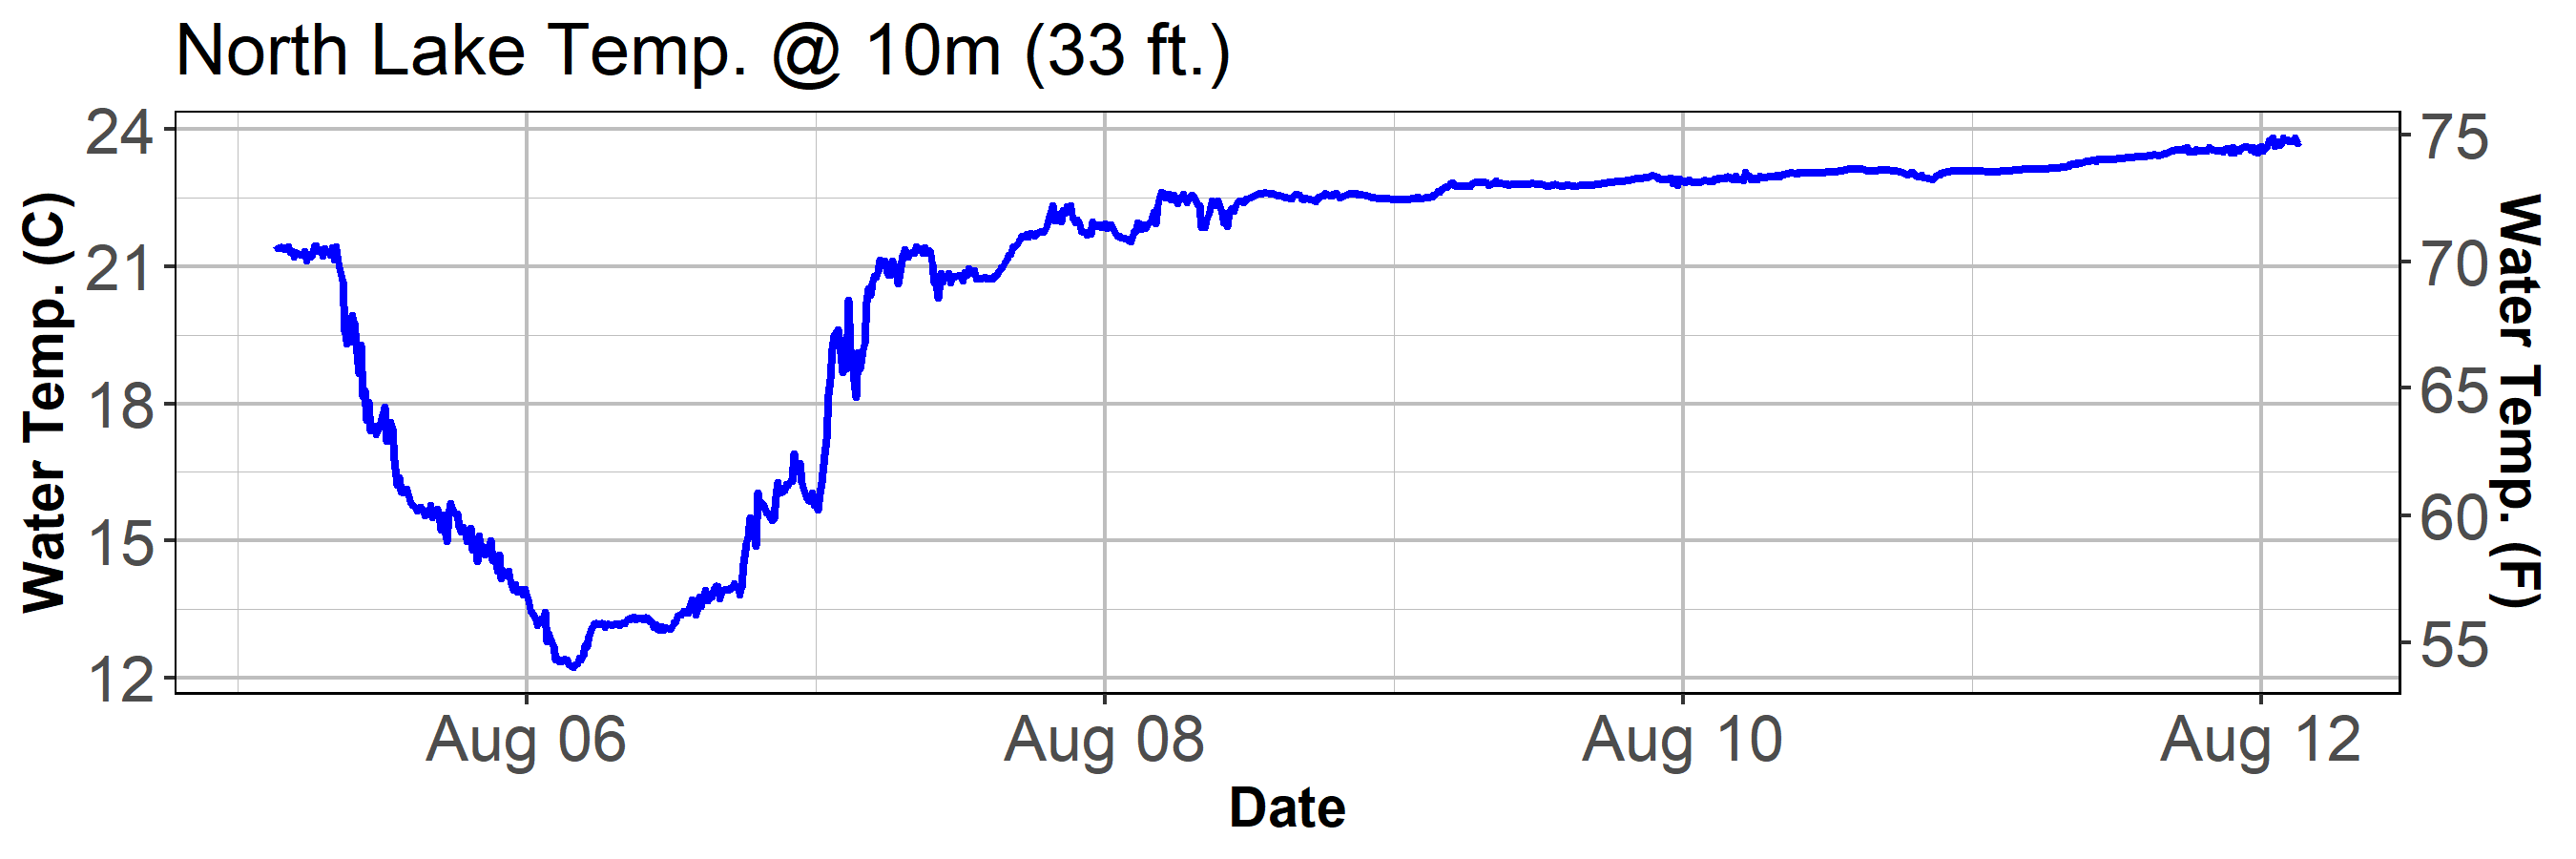 North Lake Temp. @ 10m (33 ft.)
Water Temp. (C)
24
21
18
15
12
75
70
65
60
55
Water Temp. (F)
Aug 06 Aug 08 Aug 10 Aug 12
Date